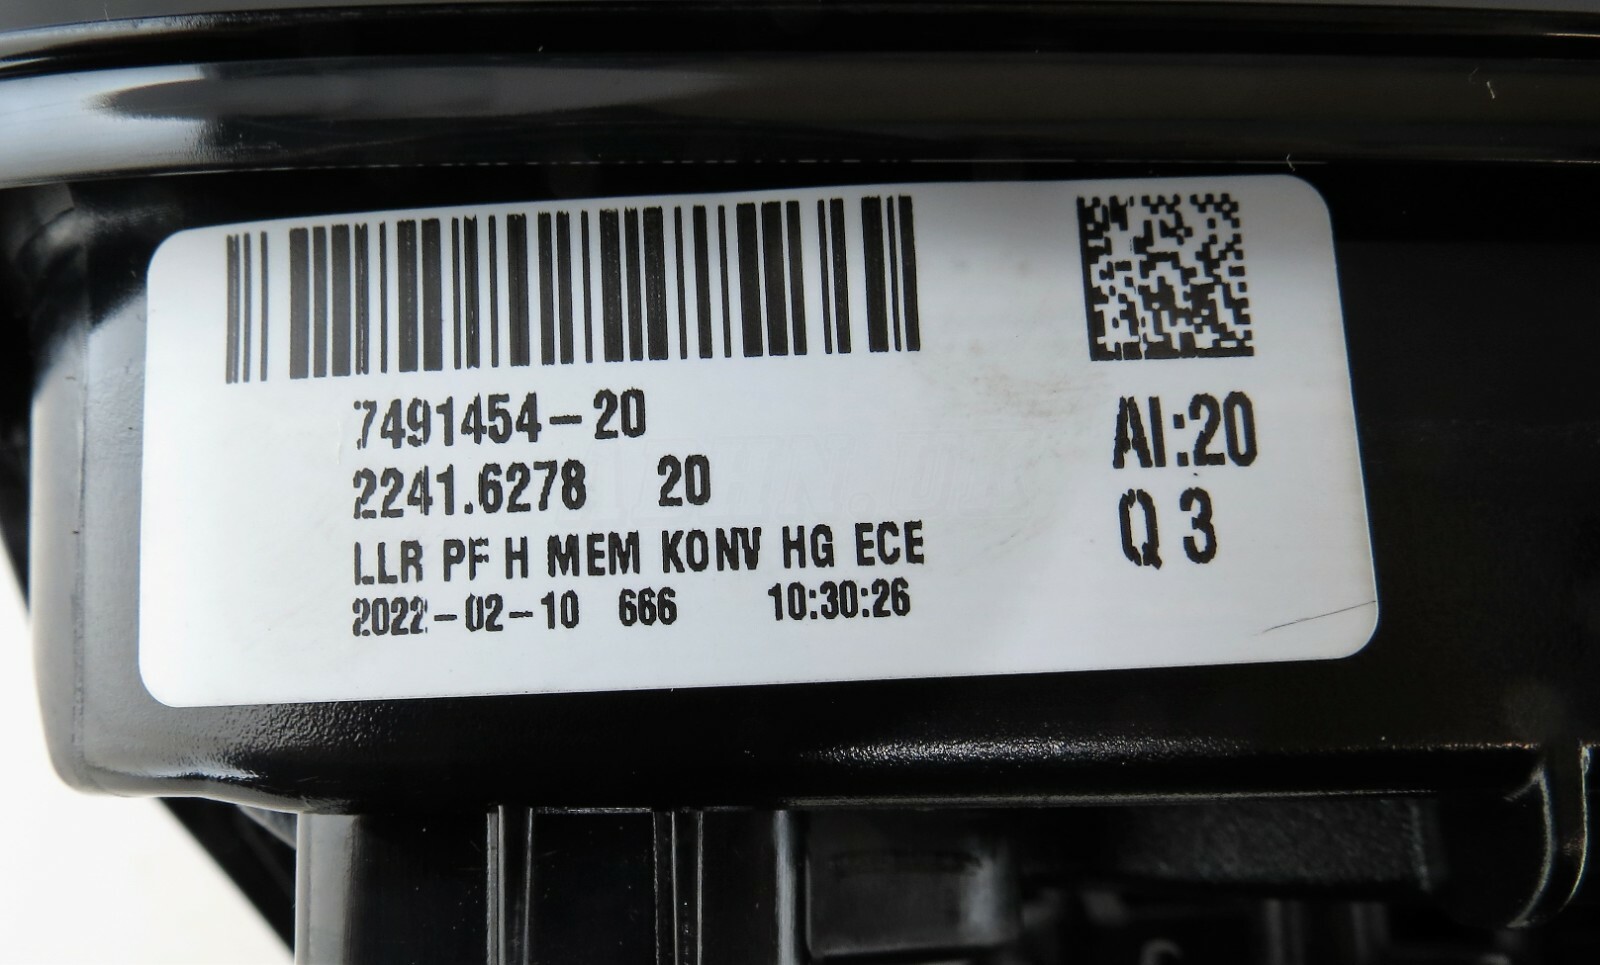 7491454-20
2241.6278 20
LLR PF H MEM KONV HG ECE
2022-02-10 666 10:30:26
AI:20
Q 3